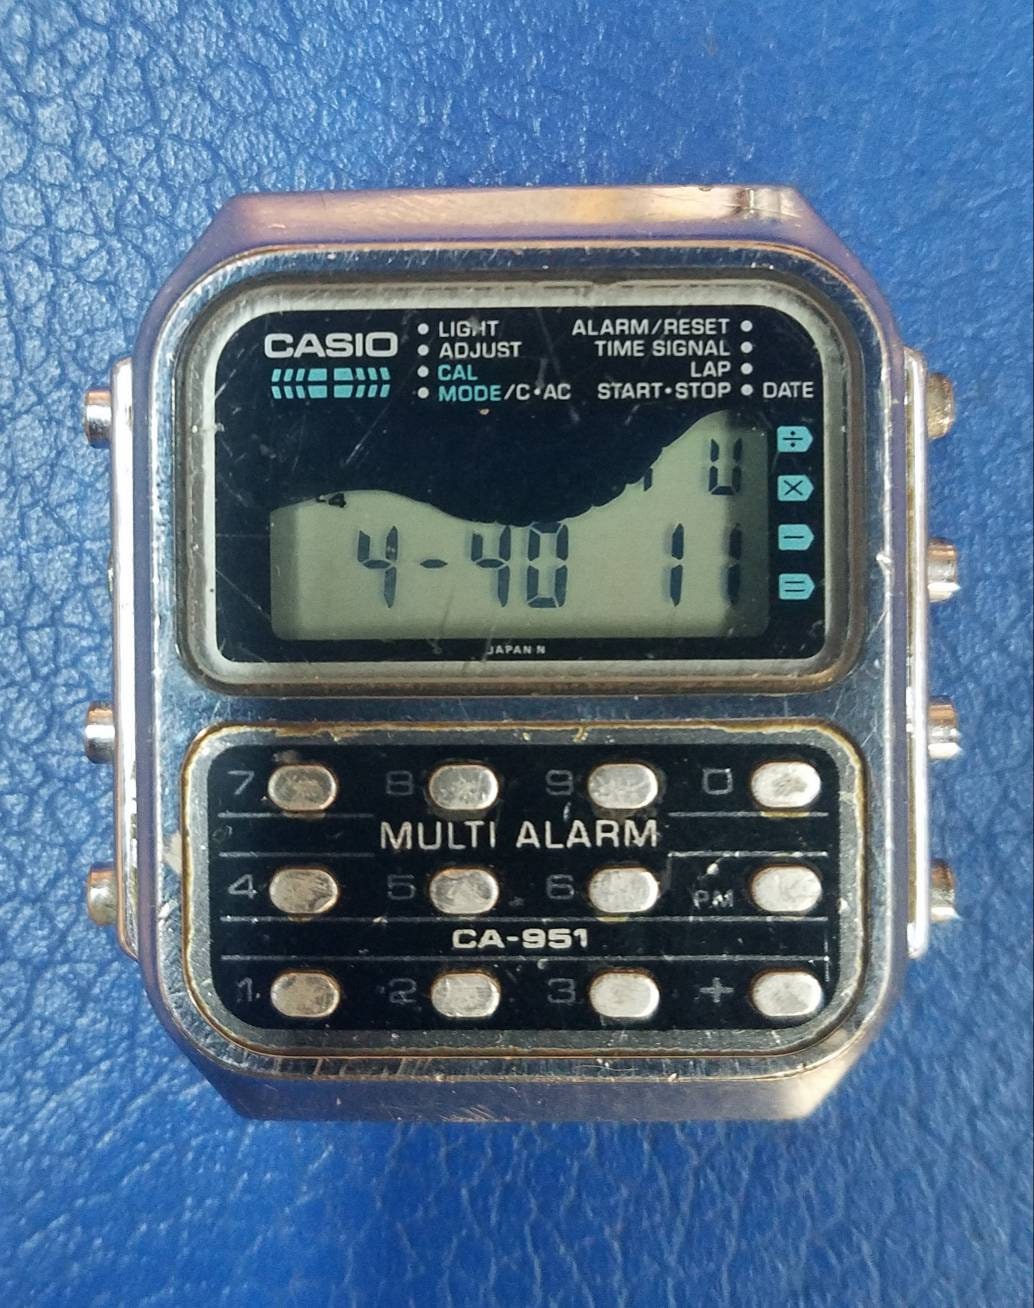 CASIO
LIGHT
ADJUST
CAL
MODE/C•AC
ALARM/RESET
TIME SIGNAL
LAP
START•STOP DATE
÷
×
−
=
4-40 11
JAPAN N
7 8 9 0
MULTI ALARM
4 5 6 PM
CA-951
1 2 3 +